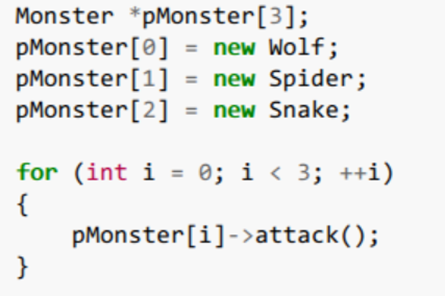 Monster *pMonster[3];
pMonster[0] = new Wolf;
pMonster[1] = new Spider;
pMonster[2] = new Snake;

for (int i = 0; i < 3; ++i)
{
    pMonster[i]->attack();
}